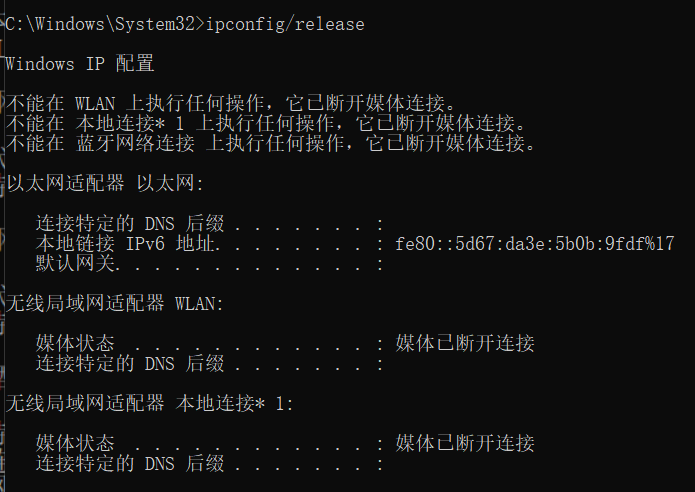 C:\Windows\System32>ipconfig/release
Windows IP 配置
不能在 WLAN 上执行任何操作，它已断开媒体连接。
不能在 本地连接* 1 上执行任何操作，它已断开媒体连接。
不能在 蓝牙网络连接 上执行任何操作，它已断开媒体连接。
以太网适配器 以太网:
连接特定的 DNS 后缀 . . . . . . . :
本地链接 IPv6 地址. . . . . . . . : fe80::5d67:da3e:5b0b:9fdf%17
默认网关. . . . . . . . . . . . . :
无线局域网适配器 WLAN:
媒体状态  . . . . . . . . . . . . : 媒体已断开连接
连接特定的 DNS 后缀 . . . . . . . :
无线局域网适配器 本地连接* 1:
媒体状态  . . . . . . . . . . . . : 媒体已断开连接
连接特定的 DNS 后缀 . . . . . . . :